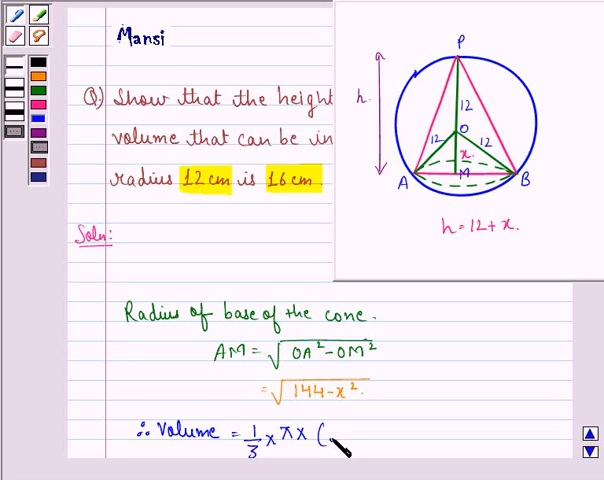 Mansi
Q) Show that the height
volume that can be in
radius 12 cm is 16 cm.
Soln:
P
h
12
O
12
12
x
A
M
B
h = 12 + x.
Radius of base of the cone.
AM = √OA² - OM²
= √144 - x².
∴ Volume = 1/3 x π x (